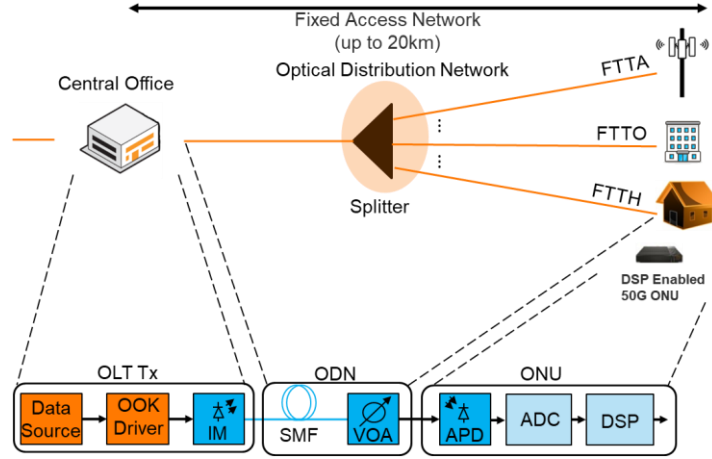 Fixed Access Network
(up to 20km)
Optical Distribution Network
Central Office
FTTA
FTTO
FTTH
Splitter
DSP Enabled
50G ONU
OLT Tx
ODN
ONU
Data
Source
OOK
Driver
IM
SMF
VOA
APD
ADC
DSP